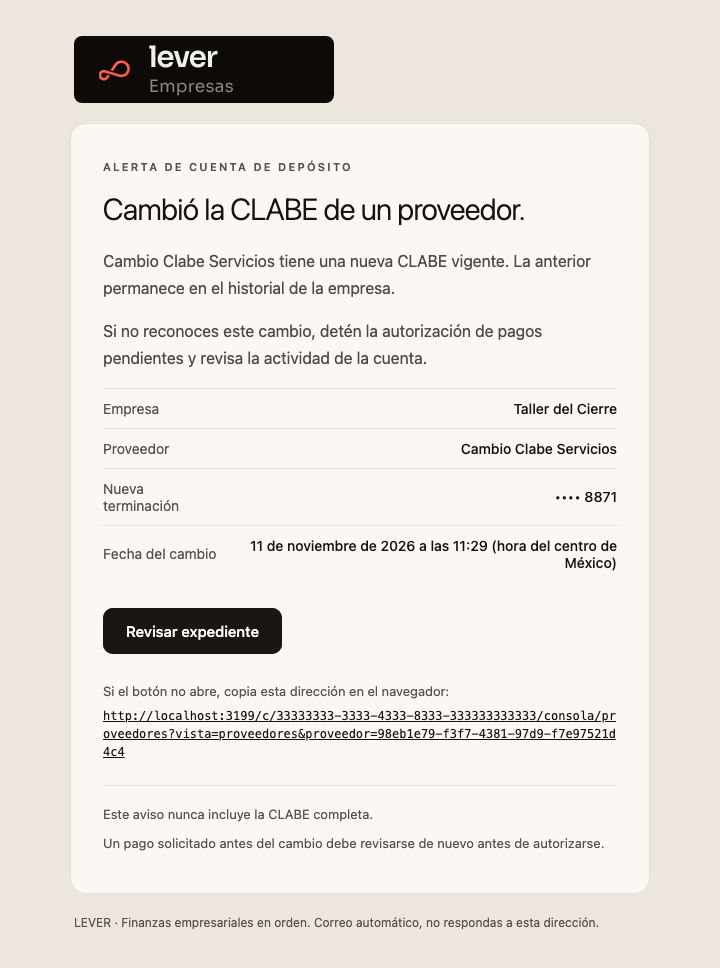 lever
Empresas
ALERTA DE CUENTA DE DEPÓSITO
Cambió la CLABE de un proveedor.
Cambio Clabe Servicios tiene una nueva CLABE vigente. La anterior
permanece en el historial de la empresa.
Si no reconoces este cambio, detén la autorización de pagos
pendientes y revisa la actividad de la cuenta.
Empresa Taller del Cierre
Proveedor Cambio Clabe Servicios
Nueva
terminación •••• 8871
Fecha del cambio 11 de noviembre de 2026 a las 11:29 (hora del centro de
México)
Revisar expediente
Si el botón no abre, copia esta dirección en el navegador:
http://localhost:3199/c/33333333-3333-4333-8333-333333333333/consola/pr
oveedores?vista=proveedores&proveedor=98eb1e79-f3f7-4381-97d9-f7e97521d
4c4
Este aviso nunca incluye la CLABE completa.
Un pago solicitado antes del cambio debe revisarse de nuevo antes de autorizarse.
LEVER · Finanzas empresariales en orden. Correo automático, no respondas a esta dirección.